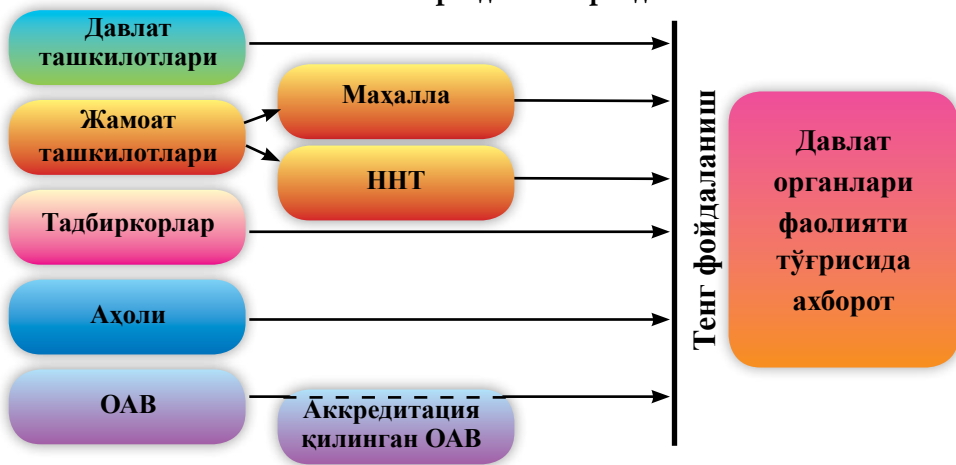 Давлат
ташкилотлари
Жамоат
ташкилотлари
Маҳалла
ННТ
Тадбиркорлар
Аҳоли
ОАВ
Аккредитация
қилинган ОАВ
Тенг фойдаланиш
Давлат
органлари
фаолияти
тўғрисида
ахборот